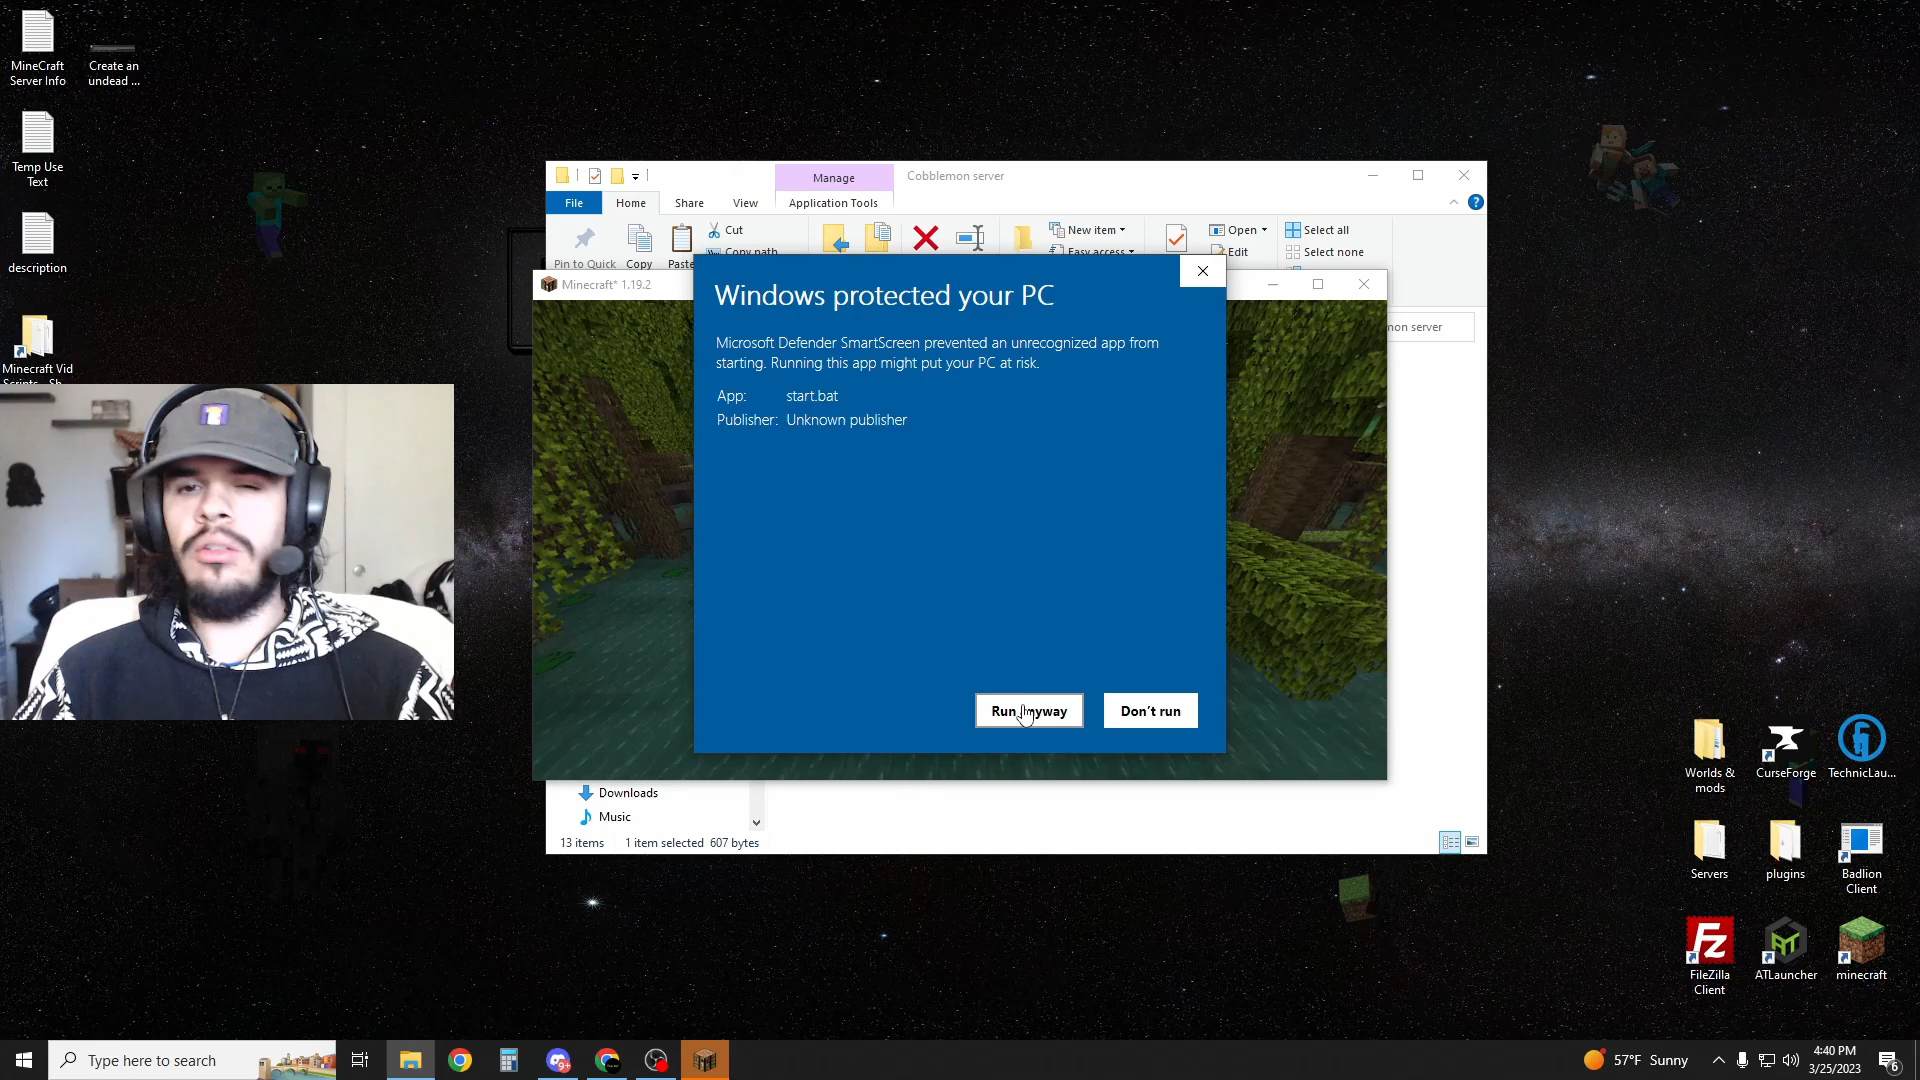 MineCraft
Server Info
Create an
undead ...
Temp Use
Text
description
Minecraft Vid
Manage
Cobblemon server
File
Home
Share
View
Application Tools
Pin to Quick
Copy
Paste
Cut
Copy path
New item
Easy access
Open
Edit
Select all
Select none
Minecraft* 1.19.2
mon server
Windows protected your PC
Microsoft Defender SmartScreen prevented an unrecognized app from
starting. Running this app might put your PC at risk.
App: start.bat
Publisher: Unknown publisher
Run anyway
Don't run
Downloads
Music
13 items 1 item selected 607 bytes
Worlds &
mods
CurseForge
TechnicLau...
Servers
plugins
Badlion
Client
FileZilla
Client
ATLauncher
minecraft
Type here to search
9+
57°F Sunny
4:40 PM
3/25/2023
6